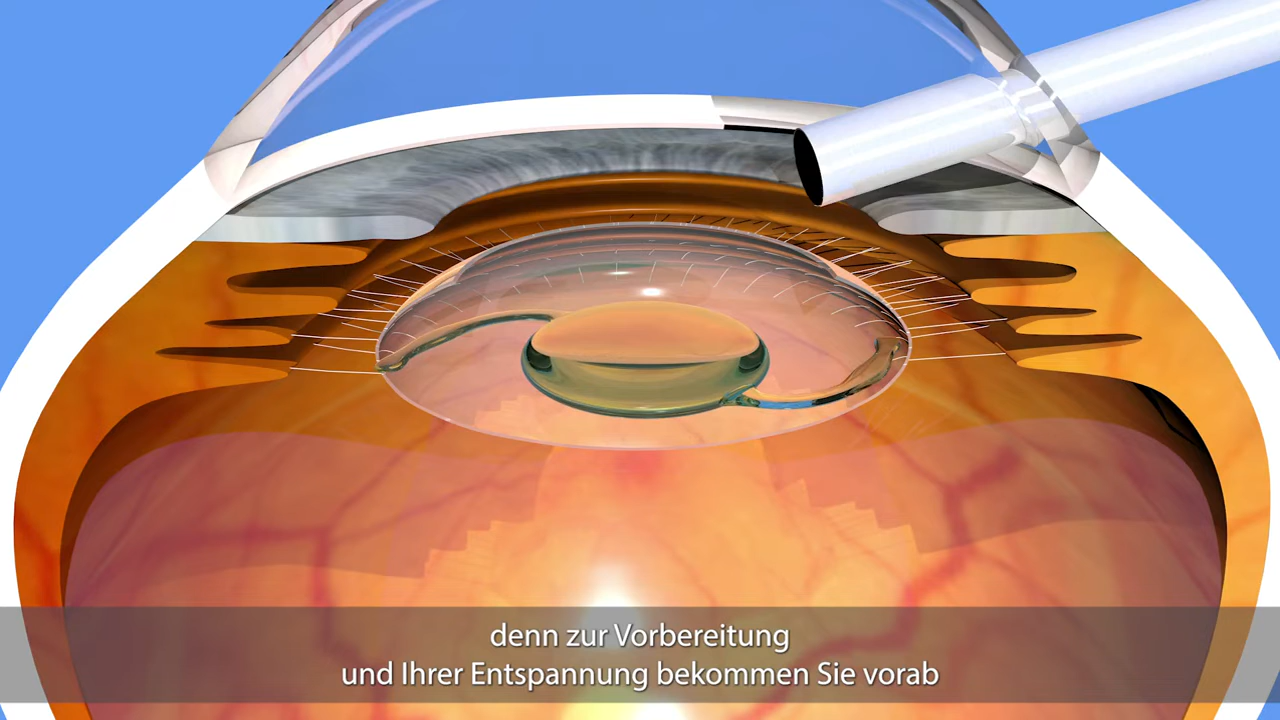 denn zur Vorbereitung
und Ihrer Entspannung bekommen Sie vorab